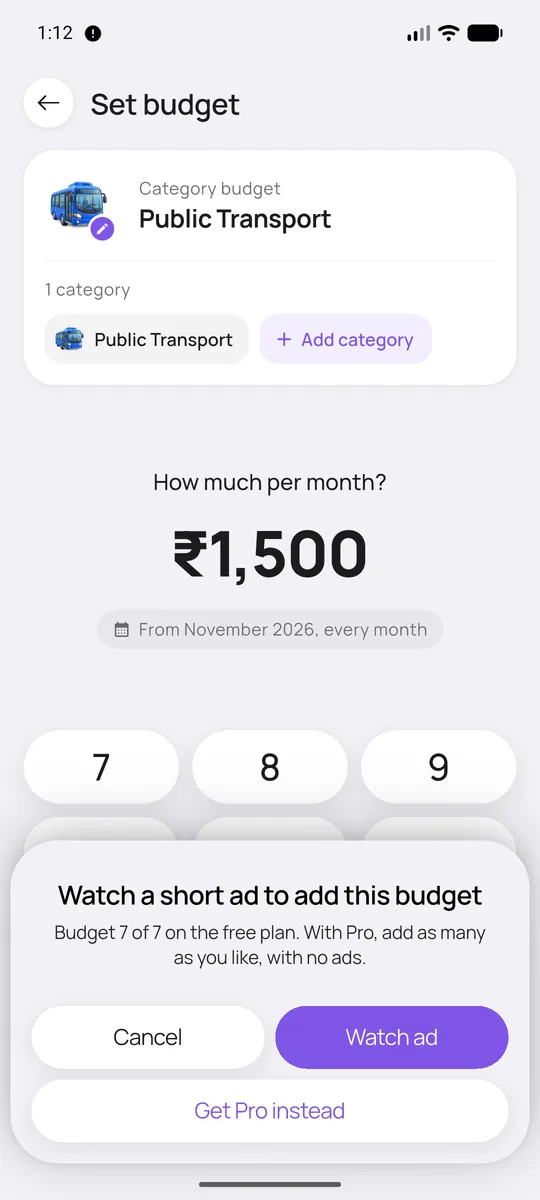 1:12
Set budget
Category budget
Public Transport
1 category
Public Transport
+ Add category
How much per month?
₹1,500
From November 2026, every month
7
8
9
Watch a short ad to add this budget
Budget 7 of 7 on the free plan. With Pro, add as many
as you like, with no ads.
Cancel
Watch ad
Get Pro instead